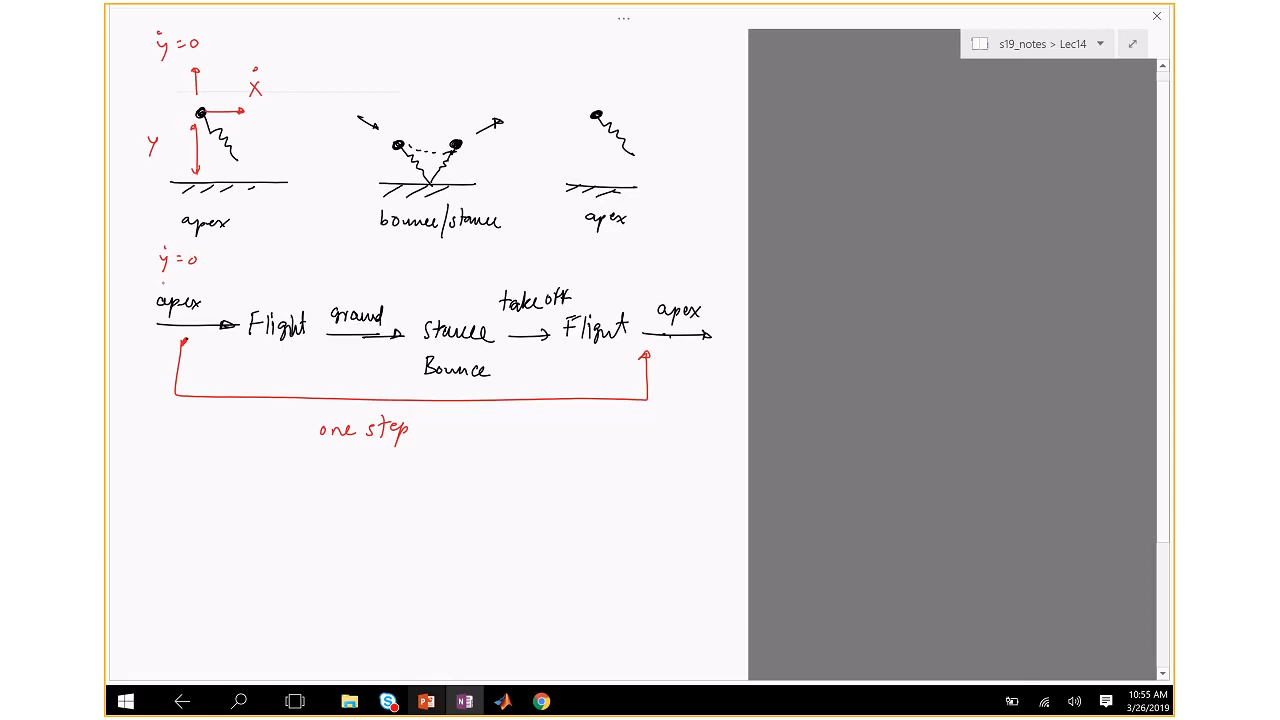 ẏ = 0
ẋ
y
apex
bounce/stance
apex
ẏ = 0
apex
Flight
ground
stance
take off
Flight
apex
Bounce
one step
...
s19_notes > Lec14
10:55 AM
3/26/2019